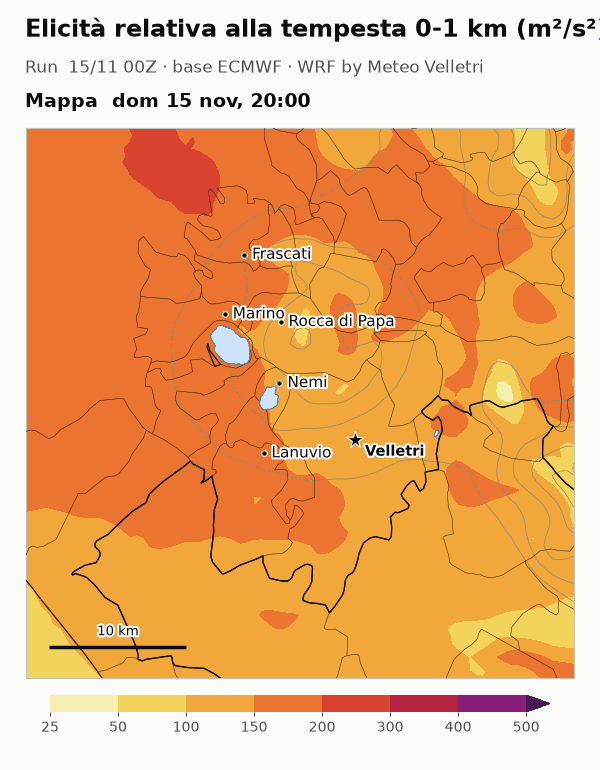 Elicità relativa alla tempesta 0-1 km (m²/s²)
Run  15/11 00Z · base ECMWF · WRF by Meteo Velletri
Mappa  dom 15 nov, 20:00
Frascati
Marino
Rocca di Papa
Nemi
Velletri
Lanuvio
10 km
25 50 100 150 200 300 400 500